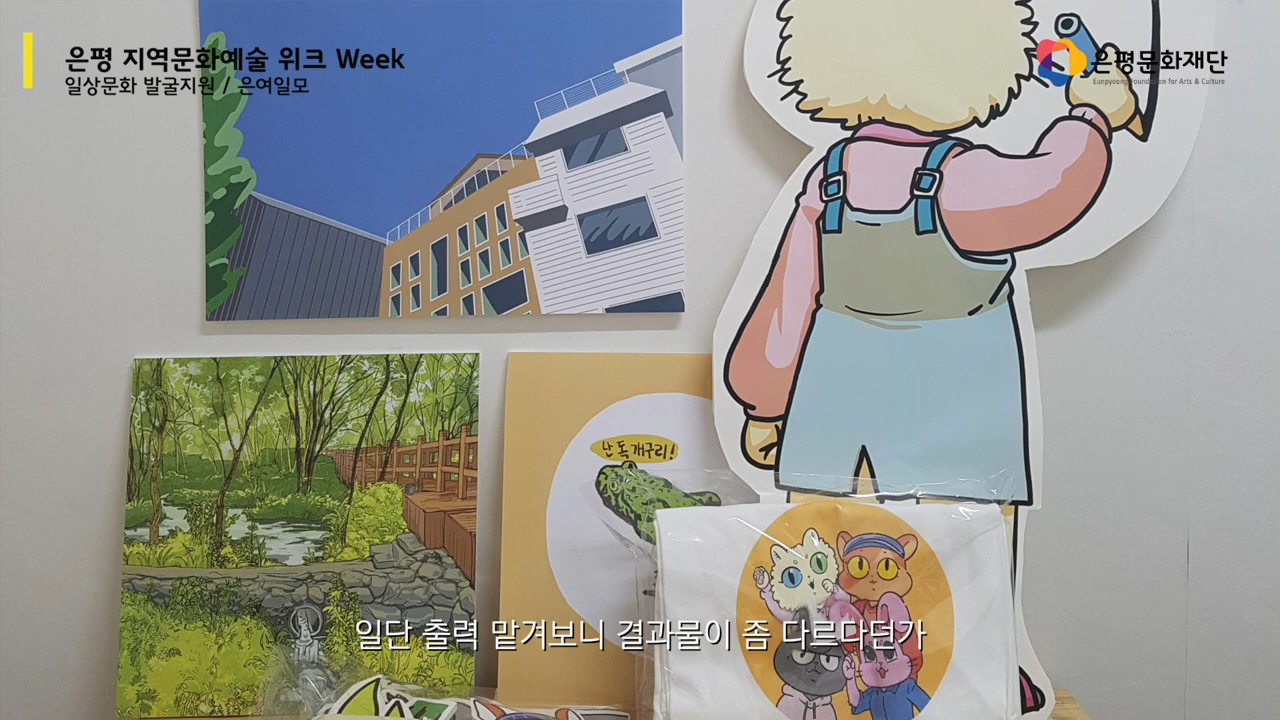 은평 지역문화예술 위크 Week
일상문화 발굴지원 / 은여일모
은평문화재단
Eunpyeong Foundation for Arts & Culture
난 독개구리!
일단 출력 맡겨보니 결과물이 좀 다르다던가